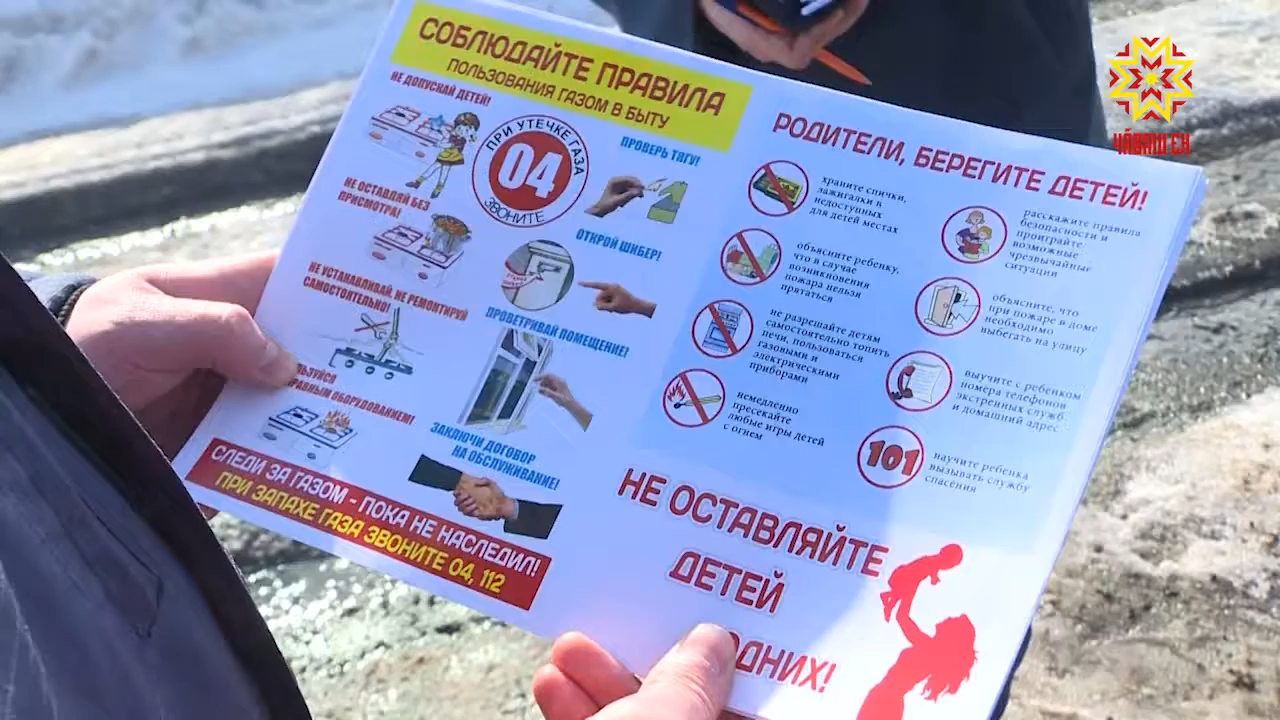 СОБЛЮДАЙТЕ ПРАВИЛА
ПОЛЬЗОВАНИЯ ГАЗОМ В БЫТУ
НЕ ДОПУСКАЙ ДЕТЕЙ!
ПРИ УТЕЧКЕ ГАЗА
04
ЗВОНИТЕ
ПРОВЕРЬ ТЯГУ!
НЕ ОСТАВЛЯЙ БЕЗ
ПРИСМОТРА!
ОТКРОЙ ШИБЕР!
НЕ УСТАНАВЛИВАЙ, НЕ РЕМОНТИРУЙ
САМОСТОЯТЕЛЬНО!
ПРОВЕТРИВАЙ ПОМЕЩЕНИЕ!
ОБОРУДОВАНИЕМ!
ЗАКЛЮЧИ ДОГОВОР
НА ОБСЛУЖИВАНИЕ!
СЛЕДИ ЗА ГАЗОМ - ПОКА НЕ НАСЛЕДИЛ!
ПРИ ЗАПАХЕ ГАЗА ЗВОНИТЕ 04, 112
РОДИТЕЛИ, БЕРЕГИТЕ ДЕТЕЙ!
храните спички,
зажигалки в
недоступных
для детей местах
объясните ребенку,
что в случае
возникновения
пожара нельзя
прятаться
не разрешайте детям
самостоятельно топить
печи, пользоваться
газовыми и
электрическими
приборами
немедленно
пресекайте
любые игры детей
с огнем
расскажите правила
безопасности и
проиграйте
возможные
чрезвычайные
ситуации
объясните, что
при пожаре в доме
необходимо
выбегать на улицу
выучите с ребенком
номера телефонов
экстренных служб
и домашний адрес
101
научите ребенка
вызывать службу
спасения
НЕ ОСТАВЛЯЙТЕ
ДЕТЕЙ
ОДНИХ!
ЧӐВАШ ЕН